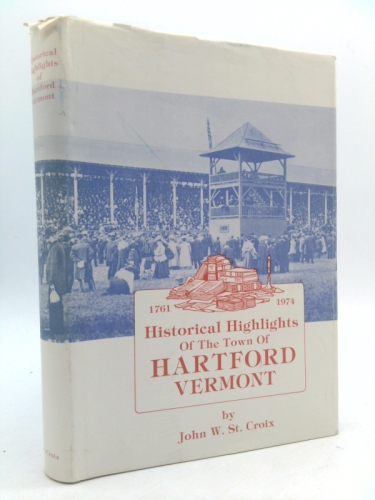 Historical
Highlights
of
Hartford
Vermont
1761 1974
Historical Highlights
Of The Town Of
HARTFORD
VERMONT
by
John W. St. Croix